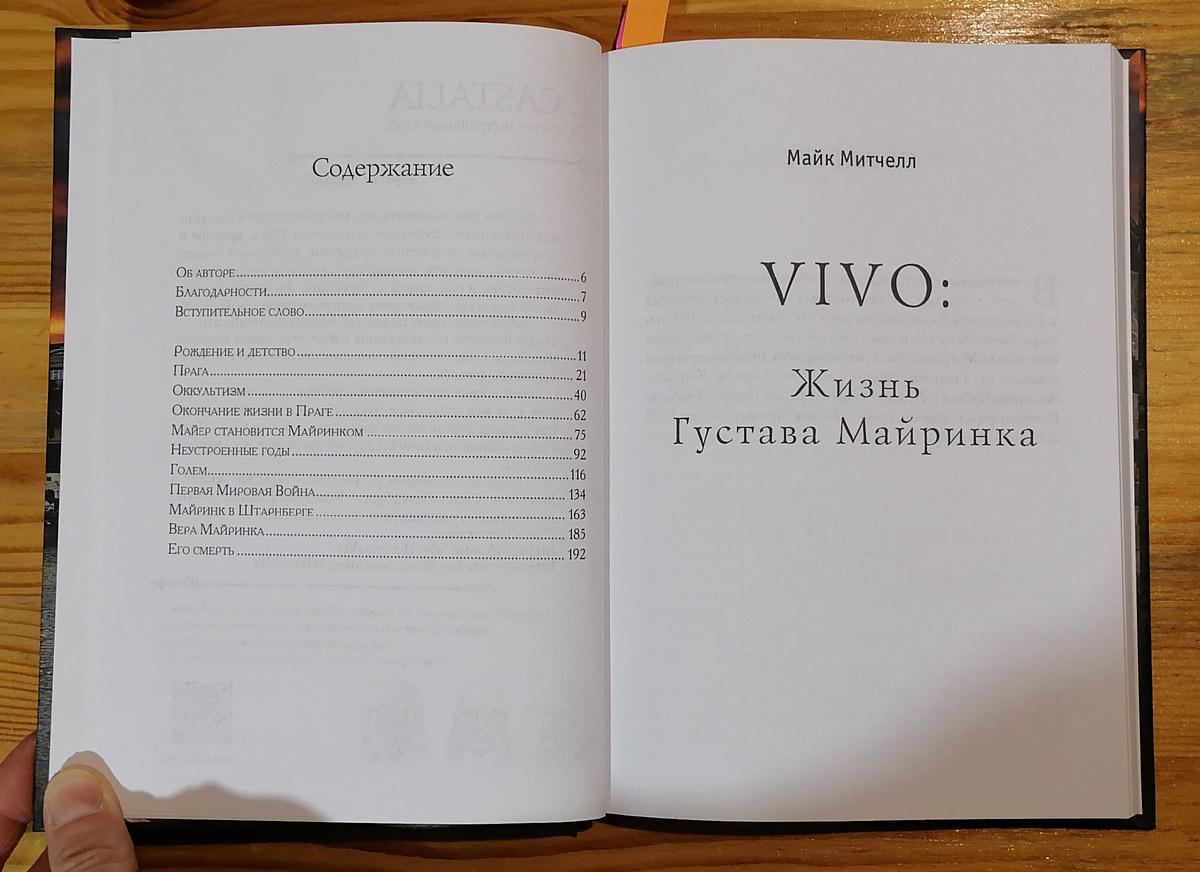 Содержание
Об авторе 6
Благодарности 7
Вступительное слово 9
Рождение и детство 11
Прага 21
Оккультизм 40
Окончание жизни в Праге 62
Майер становится Майринком 75
Неустроенные годы 92
Голем 116
Первая Мировая Война 134
Майринк в Штарнберге 163
Вера Майринка 185
Его смерть 192
Майк Митчелл
VIVO:
Жизнь
Густава Майринка